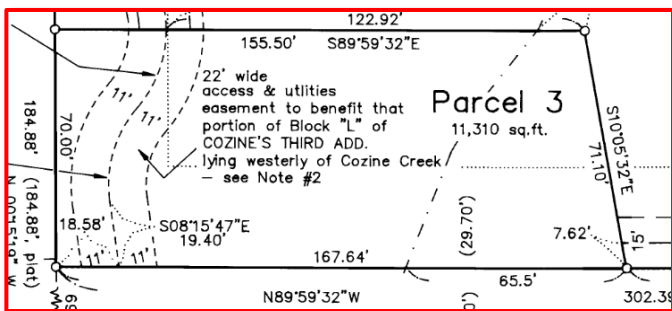 122.92'
155.50' S89°59'32"E
22' wide
access & utlities
easement to benefit that
portion of Block "L" of
COZINE'S THIRD ADD.
lying westerly of Cozine Creek
– see Note #2
Parcel 3
11,310 sq.ft.
11'
11'
184.88'
(184.88', plat)
70.00'
S10°05'32"E
71.10'
18.58'
S08°15'47"E
19.40'
11'
11'
(29.70')
7.62'
15'
167.64'
65.5'
N89°59'32"W
302.39